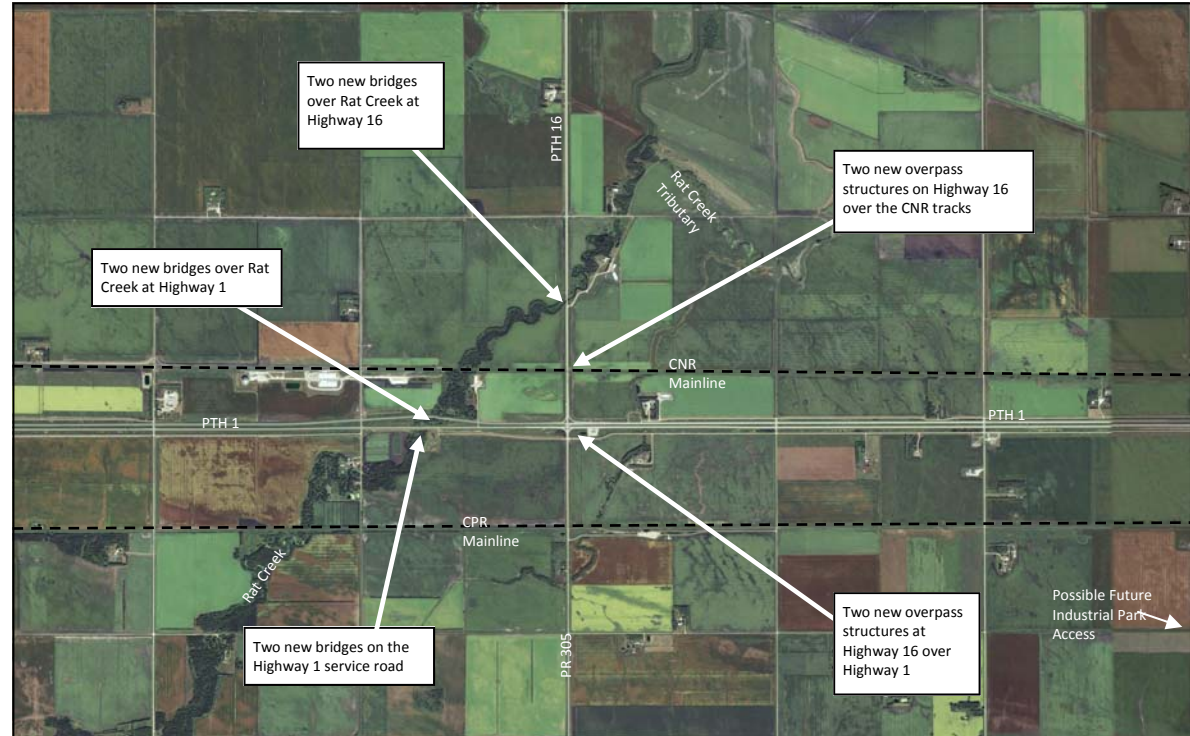 Two new bridges
over Rat Creek at
Highway 16
PTH 16
Two new overpass
structures on Highway 16
over the CNR tracks
Rat Creek
Tributary
Two new bridges over Rat
Creek at Highway 1
CNR
Mainline
PTH 1
PTH 1
CPR
Mainline
Rat Creek
Possible Future
Industrial Park
Access
Two new overpass
structures at
Highway 16 over
Highway 1
Two new bridges on the
Highway 1 service road
PR 305